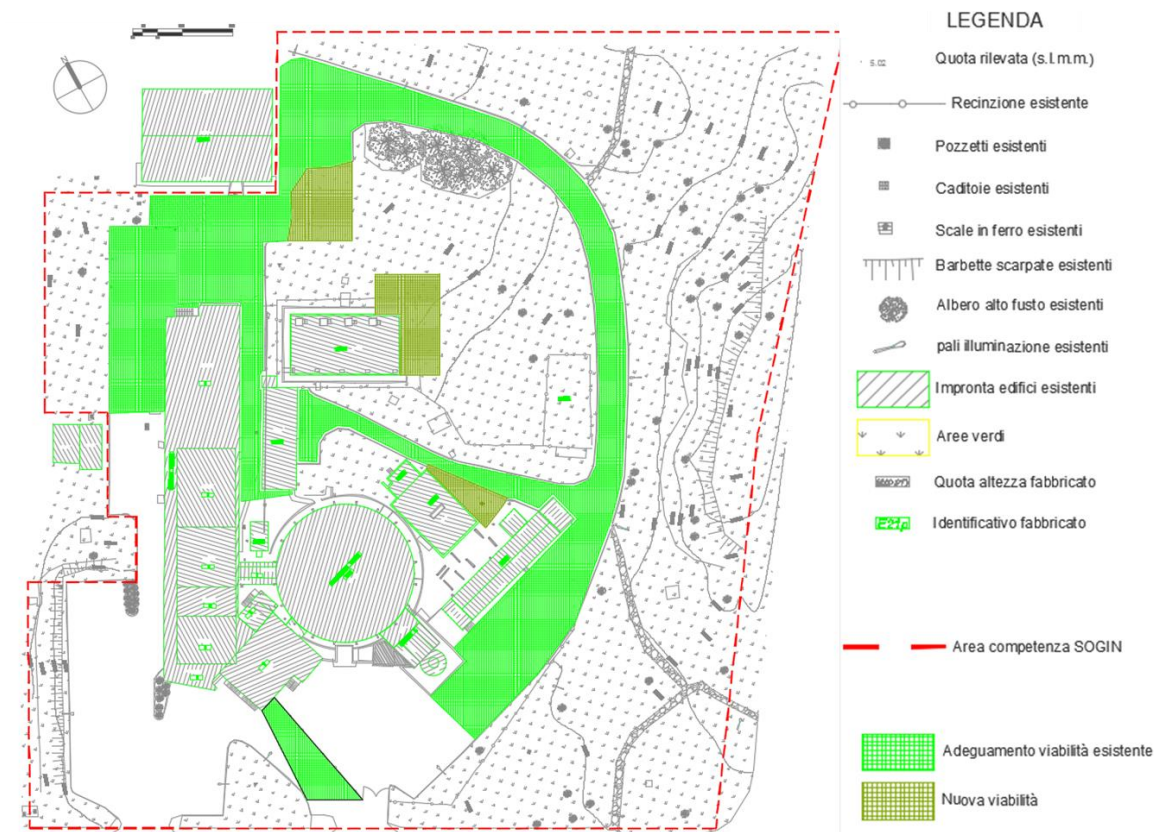 LEGENDA
Quota rilevata (s.l.m.m.)
Recinzione esistente
Pozzetti esistenti
Caditoie esistenti
Scale in ferro esistenti
Barbette scarpate esistenti
Albero alto fusto esistenti
pali illuminazione esistenti
Impronta edifici esistenti
Aree verdi
Quota altezza fabbricato
Identificativo fabbricato
Area competenza SOGIN
Adeguamento viabilità esistente
Nuova viabilità